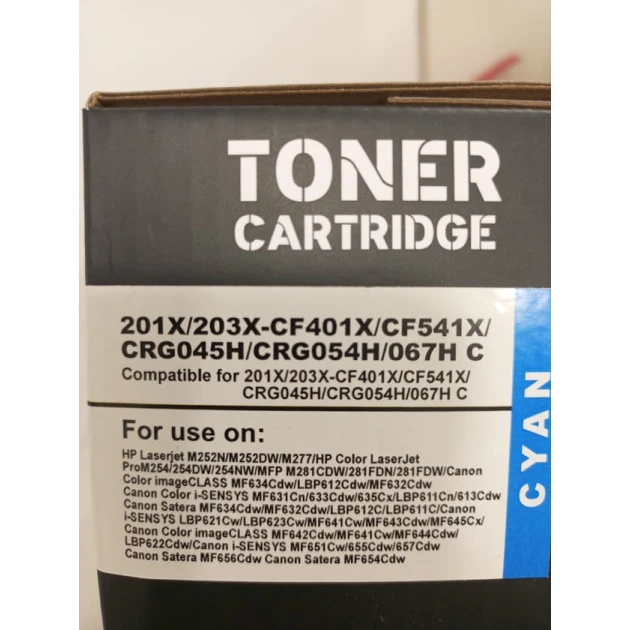 TONER
CARTRIDGE
201X/203X-CF401X/CF541X/
CRG045H/CRG054H/067H C
Compatible for 201X/203X-CF401X/CF541X/
CRG045H/CRG054H/067H C
For use on:
HP Laserjet M252N/M252DW/M277/HP Color LaserJet
ProM254/254DW/254NW/MFP M281CDW/281FDN/281FDW/Canon
Color imageCLASS MF634Cdw/LBP612Cdw/MF632Cdw
Canon Color i-SENSYS MF631Cn/633Cdw/635Cx/LBP611Cn/613Cdw
Canon Satera MF634Cdw/MF632Cdw/LBP612C/LBP611C/Canon
i-SENSYS LBP621Cw/LBP623Cw/MF641Cw/MF643Cdw/MF645Cx/
Canon Color imageCLASS MF642Cdw/MF641Cw/MF644Cdw/
LBP622Cdw/Canon i-SENSYS MF651Cw/655Cdw/657Cdw
Canon Satera MF656Cdw Canon Satera MF654Cdw
CYAN